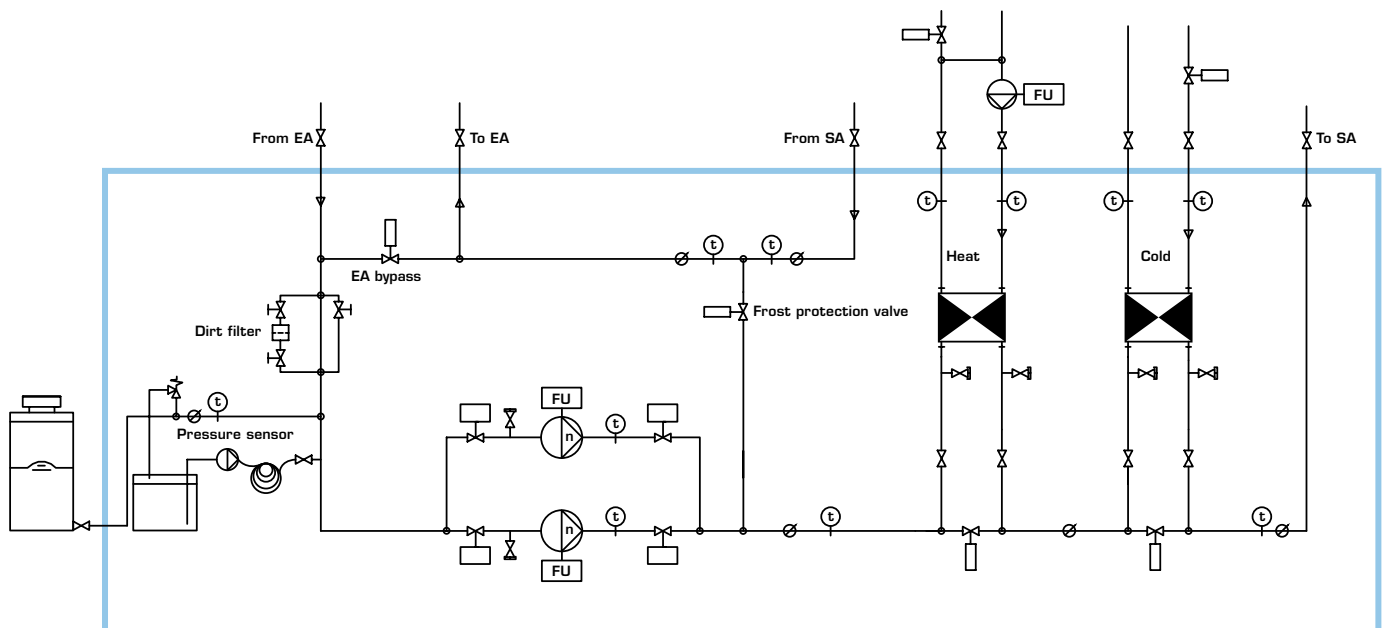 FU
From EA
To EA
From SA
To SA
t
t
t
t
t
t
Heat
Cold
EA bypass
Frost protection valve
Dirt filter
t
FU
t
n
Pressure sensor
t
n
t
t
FU